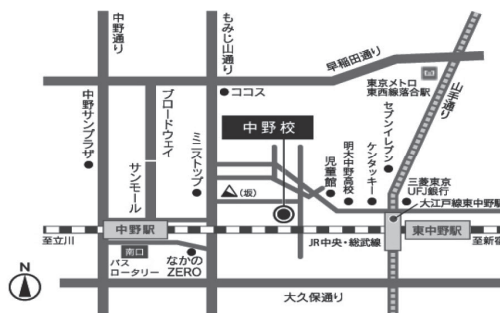 中野通り
もみじ山通り
早稲田通り
山手通り
東京メトロ
東西線落合駅
ココス
ブロードウェイ
中野サンプラザ
サンモール
ミニストップ
中野校
(坂)
児童館
明大中野高校
ケンタッキー
セブンイレブン
三菱東京
UFJ銀行
大江戸線東中野駅
中野駅
東中野駅
至立川
JR中央・総武線
至新宿
南口
バス
ロータリー
なかの
ZERO
大久保通り
N